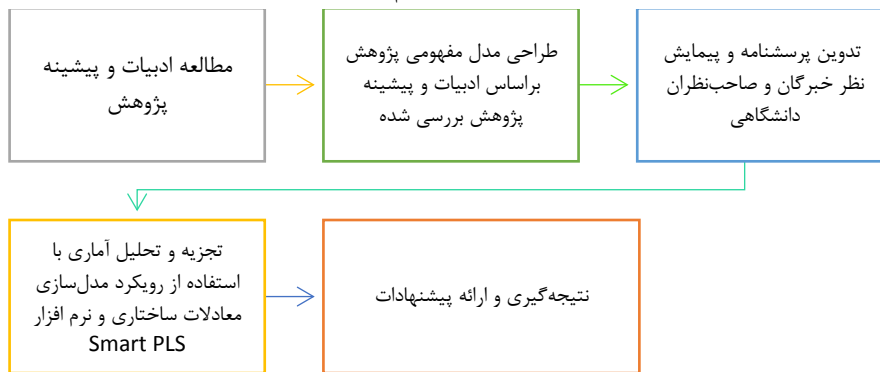 مطالعه ادبیات و پیشینه
پژوهش
طراحی مدل مفهومی پژوهش
براساس ادبیات و پیشینه
پژوهش بررسی شده
تدوین پرسشنامه و پیمایش
نظر خبرگان و صاحب‌نظران
دانشگاهی
تجزیه و تحلیل آماری با
استفاده از رویکرد مدل‌سازی
معادلات ساختاری و نرم افزار
Smart PLS
نتیجه‌گیری و ارائه پیشنهادات